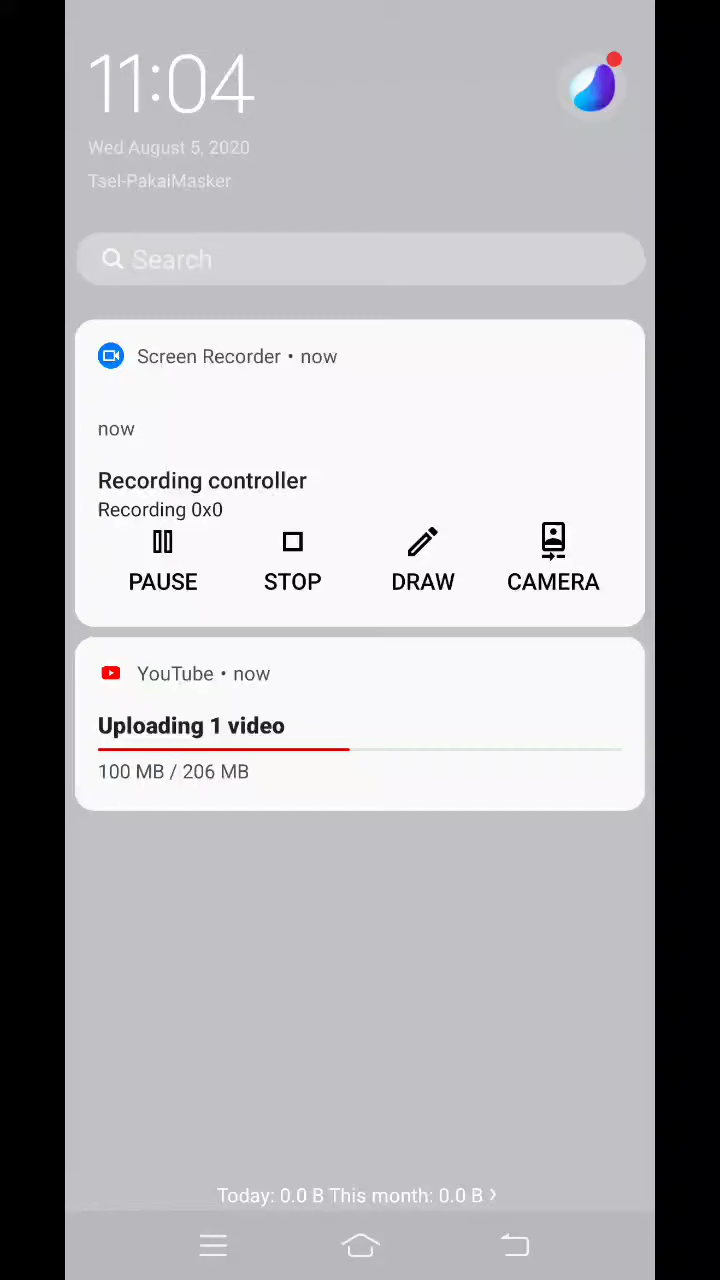 11:04
Wed August 5, 2020
Tsel-PakaiMasker
Search
Screen Recorder • now
now
Recording controller
Recording 0x0
PAUSE STOP DRAW CAMERA
YouTube • now
Uploading 1 video
100 MB / 206 MB
Today: 0.0 B This month: 0.0 B